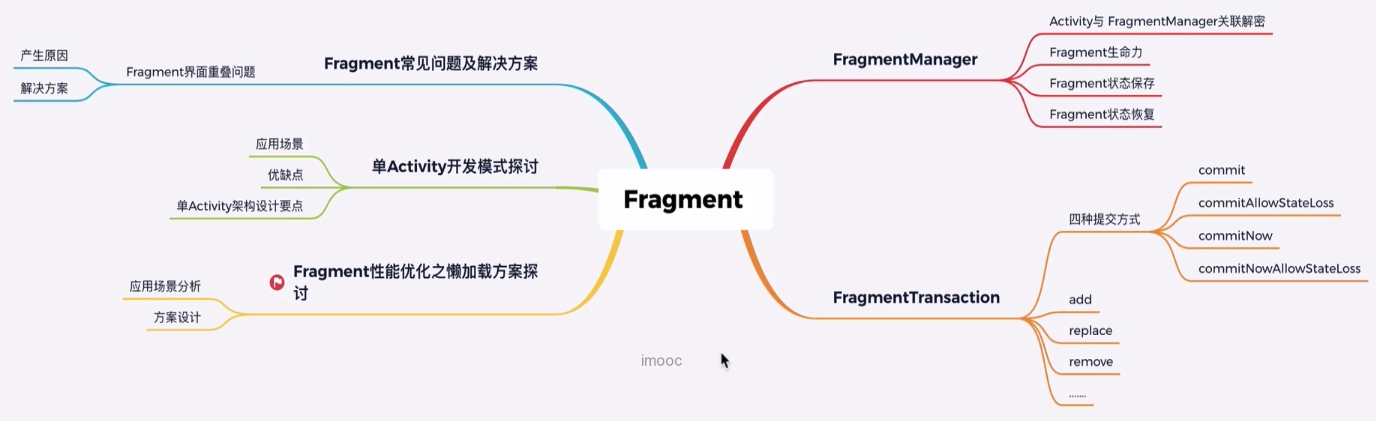 Fragment
Fragment常见问题及解决方案
Fragment界面重叠问题
产生原因
解决方案
单Activity开发模式探讨
应用场景
优缺点
单Activity架构设计要点
Fragment性能优化之懒加载方案探
讨
应用场景分析
方案设计
FragmentManager
Activity与 FragmentManager关联解密
Fragment生命力
Fragment状态保存
Fragment状态恢复
FragmentTransaction
四种提交方式
commit
commitAllowStateLoss
commitNow
commitNowAllowStateLoss
add
replace
remove
.......
imooc